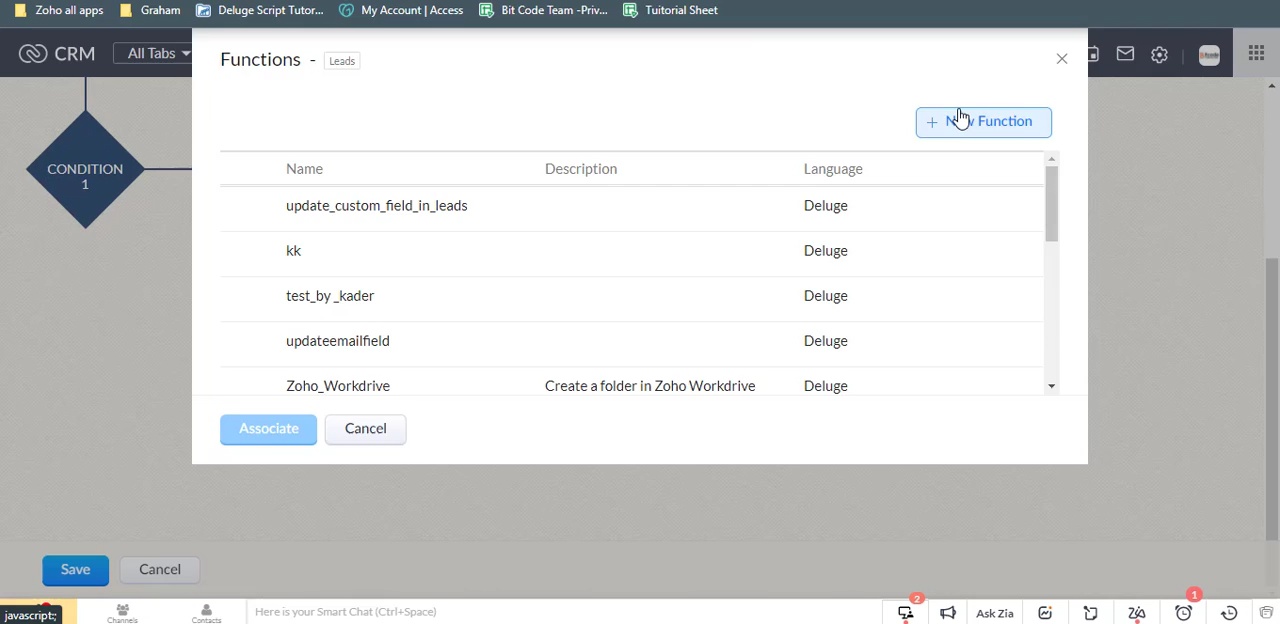 Zoho all apps Graham Deluge Script Tutor... My Account | Access Bit Code Team -Priv... Tuitorial Sheet
CRM All Tabs
Functions - Leads
+ New Function
CONDITION
1
Name Description Language
update_custom_field_in_leads Deluge
kk Deluge
test_by _kader Deluge
updateemailfield Deluge
Zoho_Workdrive Create a folder in Zoho Workdrive Deluge
Associate Cancel
Save Cancel
javascript:; Channels Contacts Here is your Smart Chat (Ctrl+Space) 2 Ask Zia 1